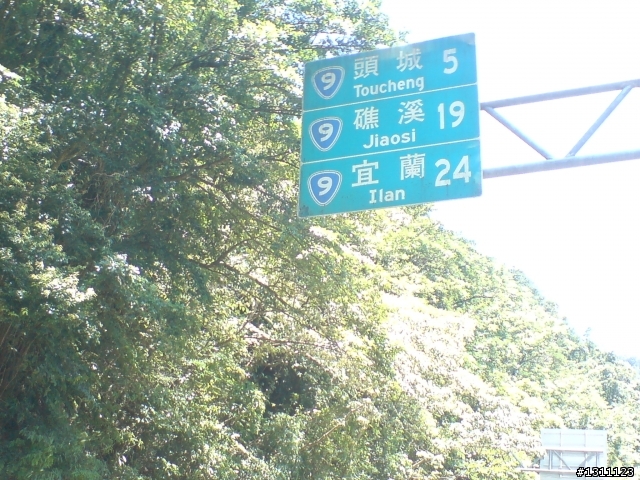 9 頭城 5
Toucheng
9 礁溪 19
Jiaosi
9 宜蘭 24
Ilan
#1311123